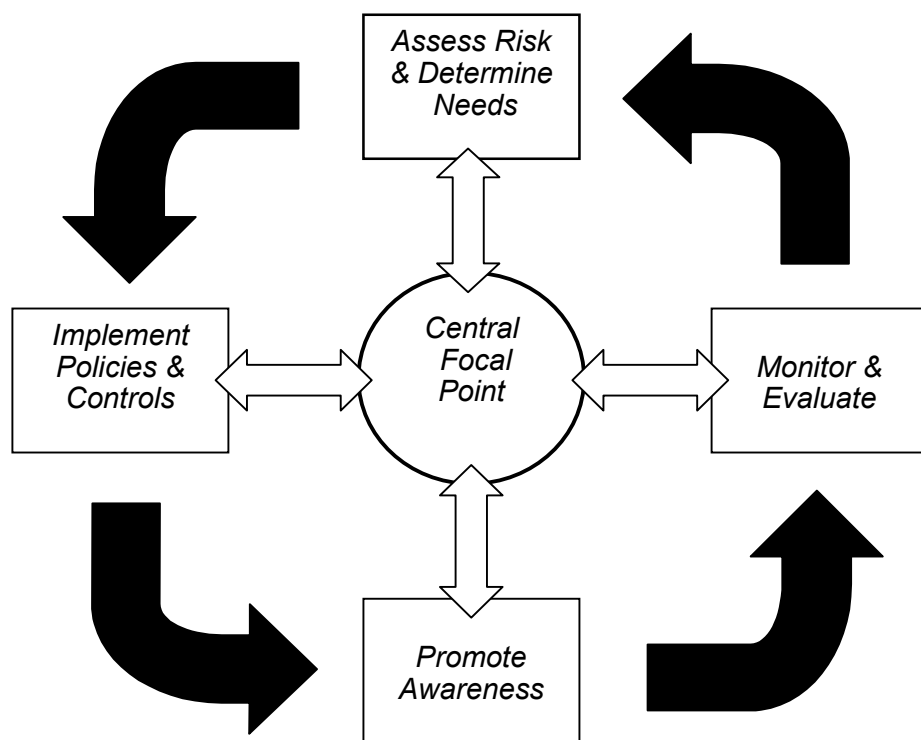 Assess Risk
& Determine
Needs
Implement
Policies &
Controls
Central
Focal
Point
Monitor &
Evaluate
Promote
Awareness